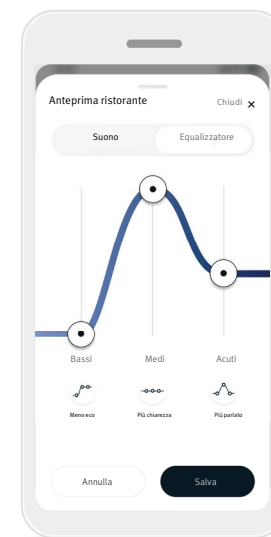 Anteprima ristorante Chiudi x
Suono Equalizzatore
Bassi Medi Acuti
Meno eco Più chiarezza Più parlato
Annulla Salva